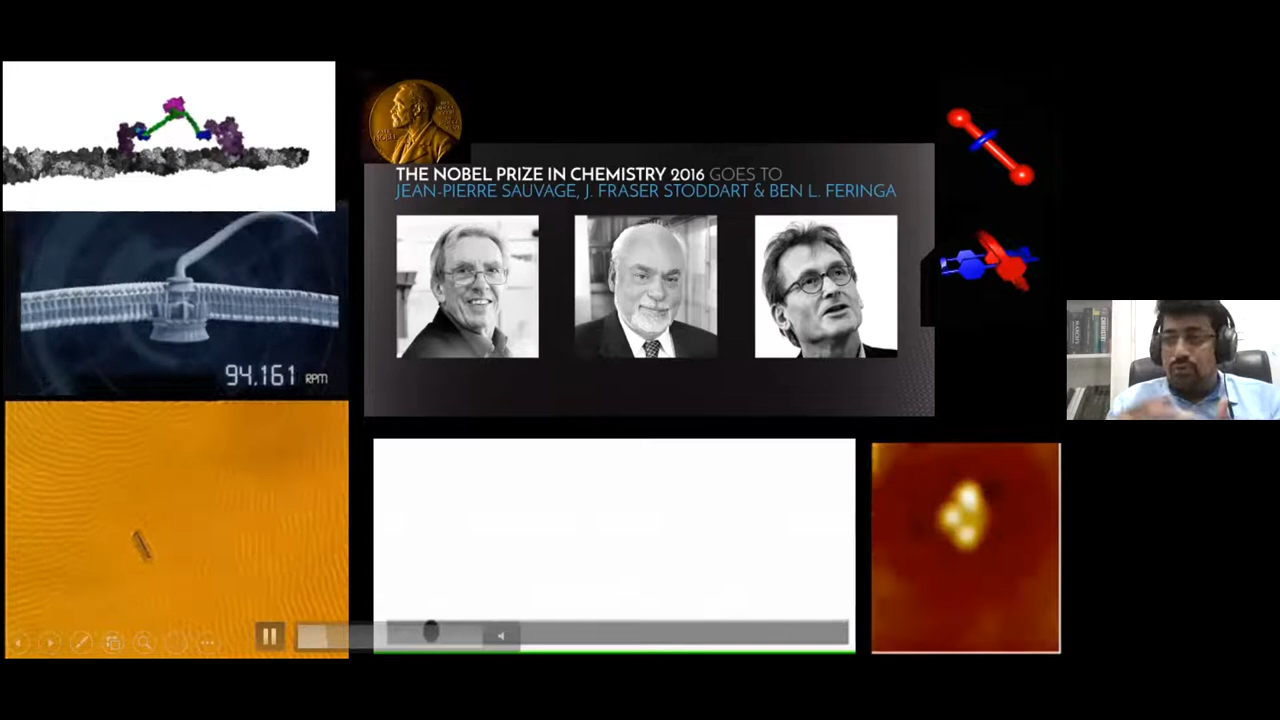 THE NOBEL PRIZE IN CHEMISTRY 2016 GOES TO
JEAN-PIERRE SAUVAGE, J. FRASER STODDART & BEN L. FERINGA
94,161 RPM